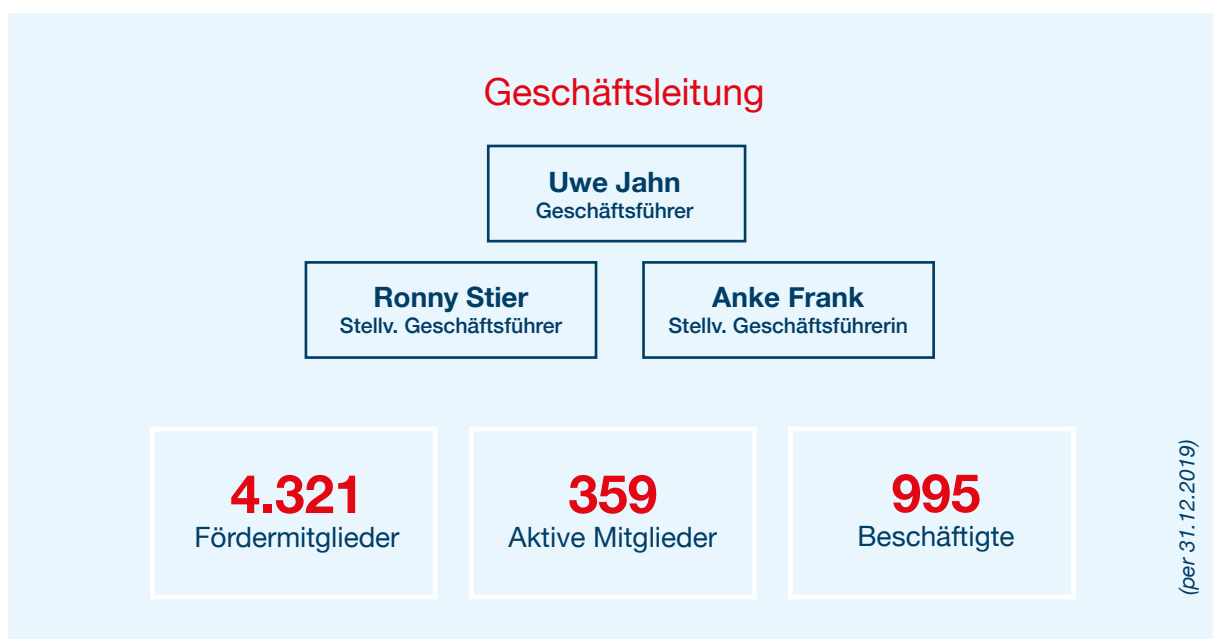 Geschäftsleitung
Uwe Jahn
Geschäftsführer
Ronny Stier
Stellv. Geschäftsführer
Anke Frank
Stellv. Geschäftsführerin
4.321
Fördermitglieder
359
Aktive Mitglieder
995
Beschäftigte
(per 31.12.2019)